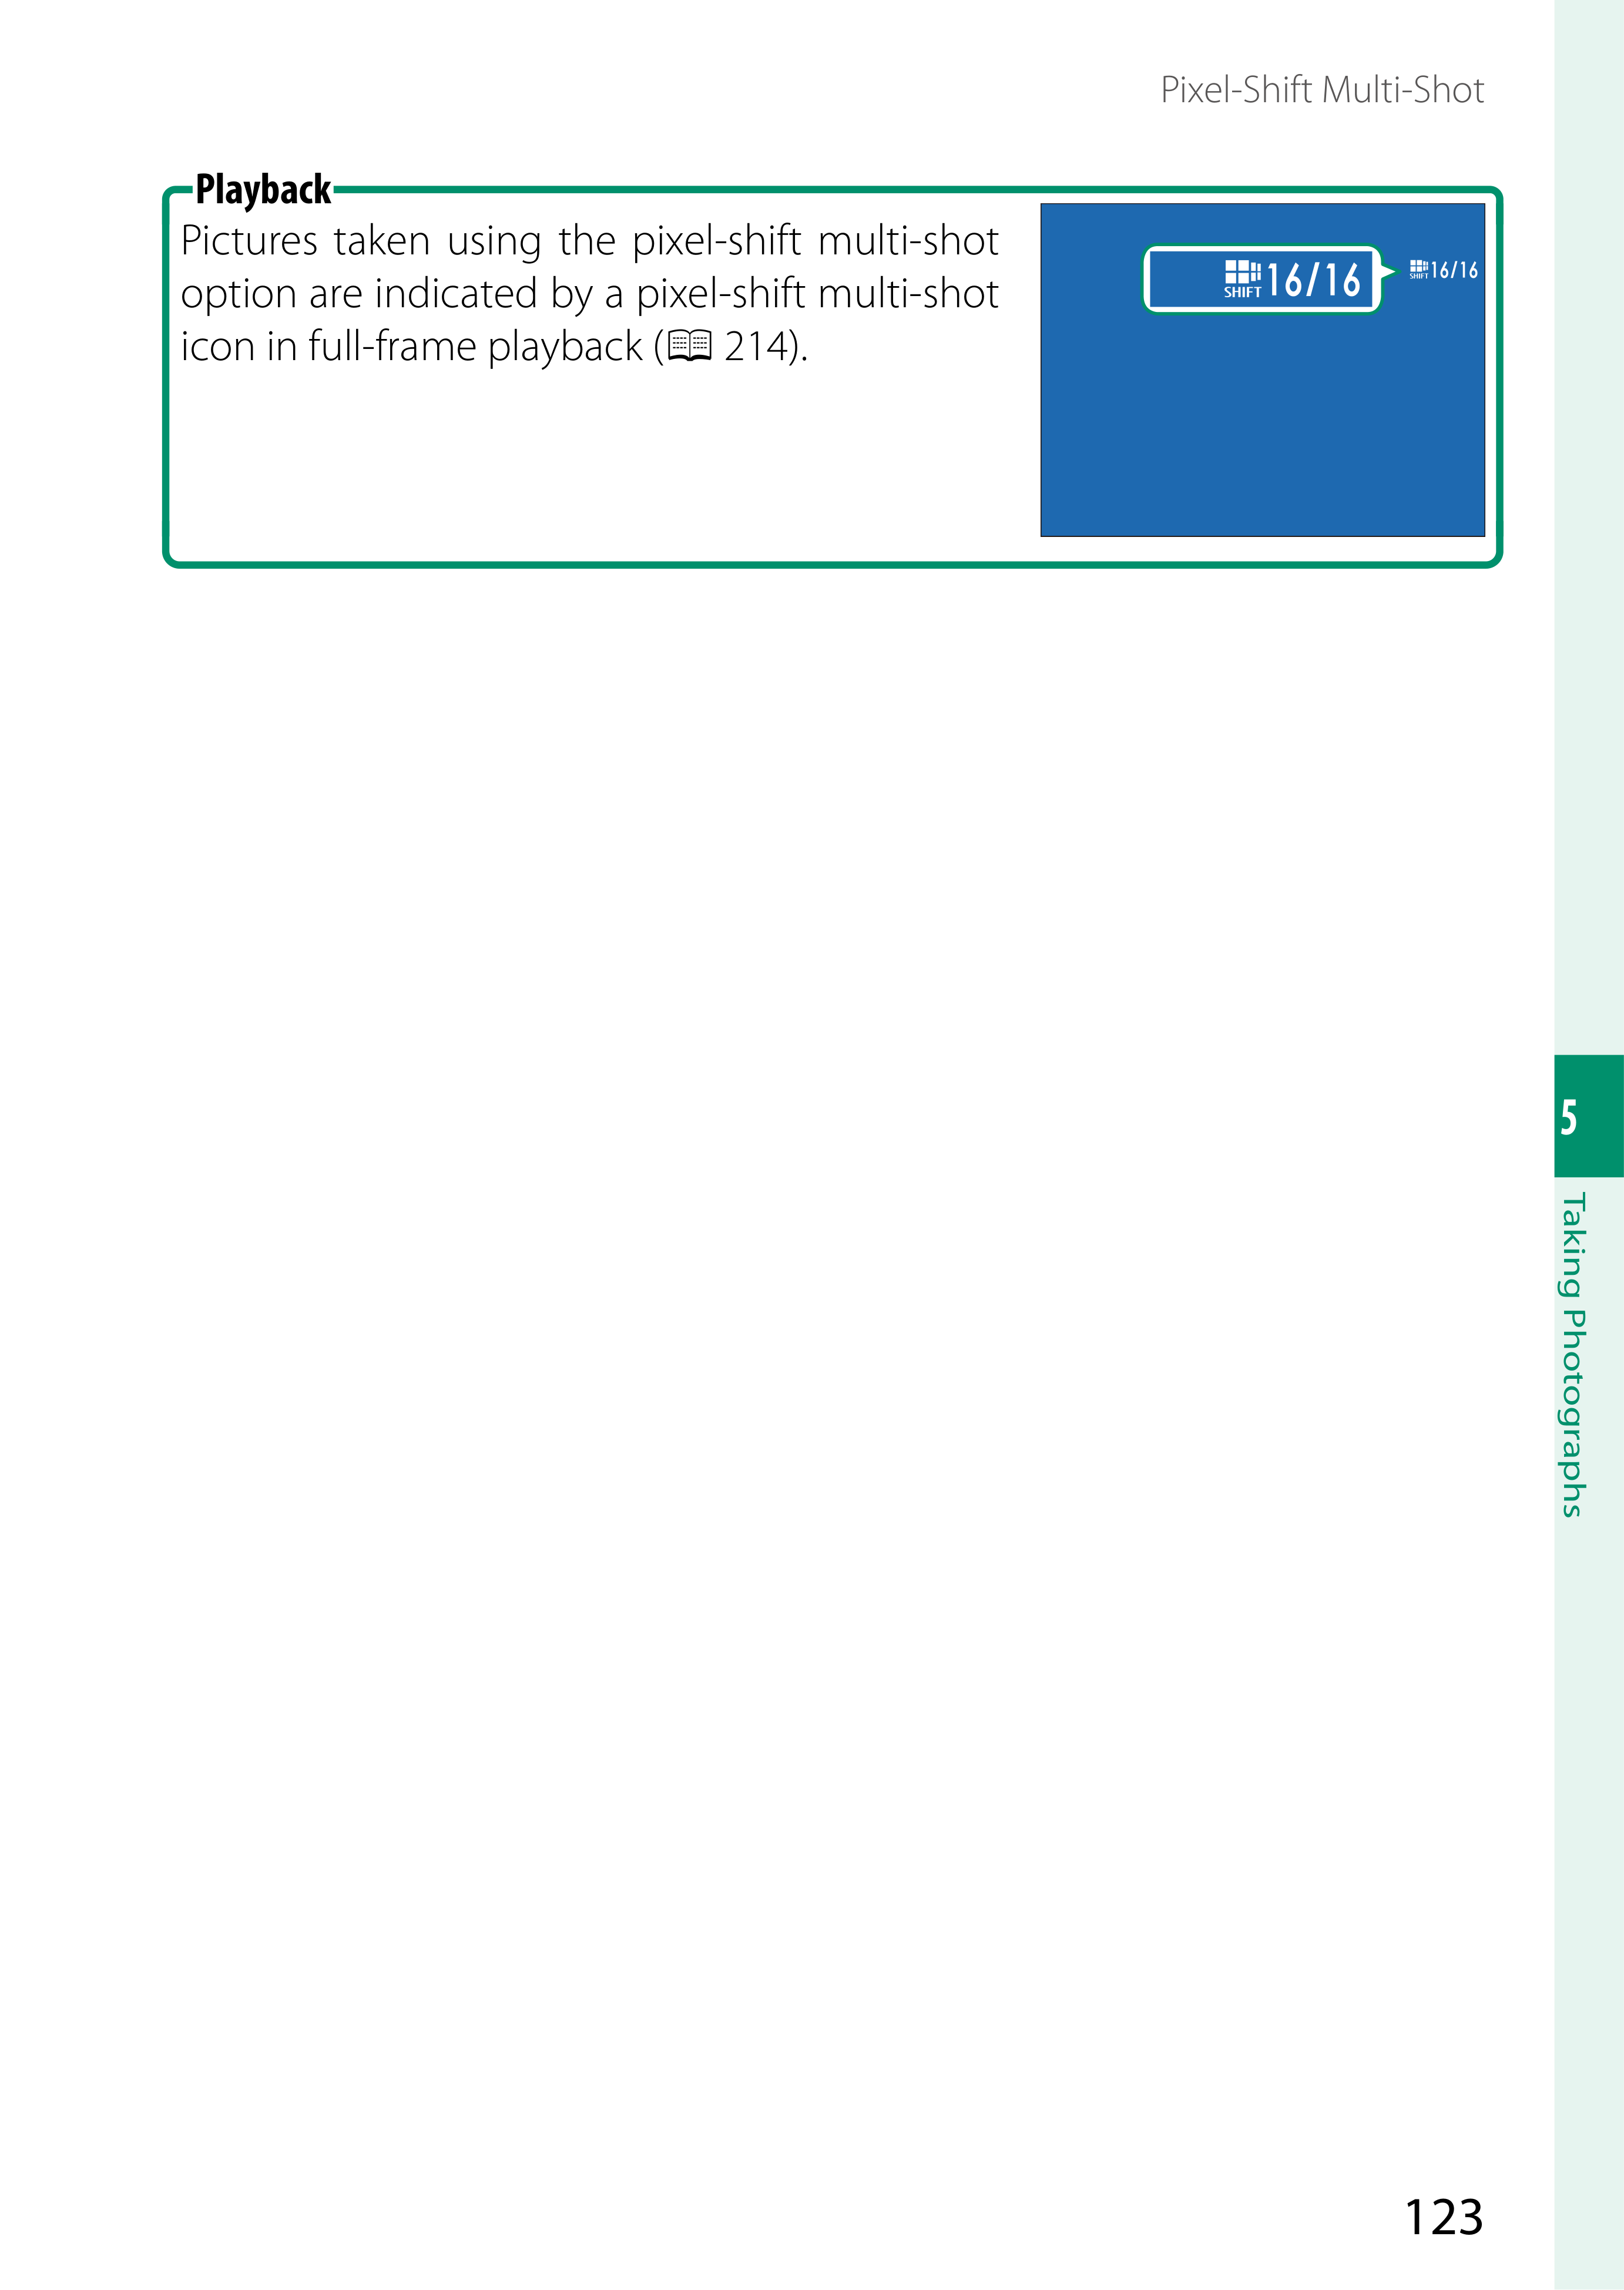 Pixel-Shift Multi-Shot
Playback
Pictures taken using the pixel-shift multi-shot
option are indicated by a pixel-shift multi-shot
icon in full-frame playback (📖 214).
SHIFT 16/16
SHIFT 16/16
5
Taking Photographs
123